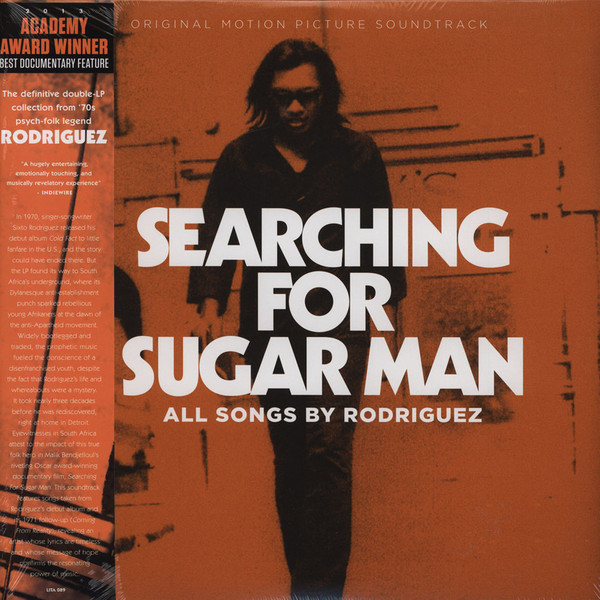 2013
ACADEMY
AWARD WINNER
BEST DOCUMENTARY FEATURE
The definitive double-LP
collection from '70s
psych-folk legend
RODRIGUEZ
"A hugely entertaining,
emotionally touching, and
musically revelatory experience"
- INDIEWIRE
In 1970, singer-songwriter
Sixto Rodriguez released his
debut album Cold Fact to little
fanfare in the U.S., and the story
could have ended there. But
the LP found its way to South
Africa's underground, where its
Dylanesque anti-establishment
punch sparked rebellious
young Afrikaners at the dawn of
the anti-Apartheid movement.
Widely bootlegged and
traded, the prophetic music
fueled the conscience of a
disenfranchised youth, despite
the fact that Rodriguez's life and
whereabouts were a mystery.
It took nearly three decades
before he was rediscovered,
right at home in Detroit.
Eyewitnesses in South Africa
attest to the impact of this true
folk hero in Malik Bendjelloul's
riveting Oscar award-winning
documentary film, Searching
for Sugar Man. This soundtrack
features songs taken from
Rodriguez's debut album and
its 1971 follow-up (Coming
From Reality), revealing an
artist whose lyrics are timeless
and whose message of hope
confirms the resonating
power of music.
LITA 089
ORIGINAL MOTION PICTURE SOUNDTRACK
SEARCHING
FOR
SUGAR MAN
ALL SONGS BY RODRIGUEZ